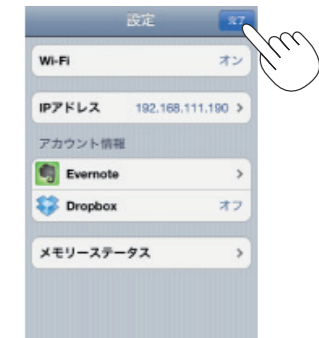 設定
完了
Wi-Fi オン
IPアドレス 192.168.111.190 >
アカウント情報
Evernote >
Dropbox オフ
メモリーステータス >